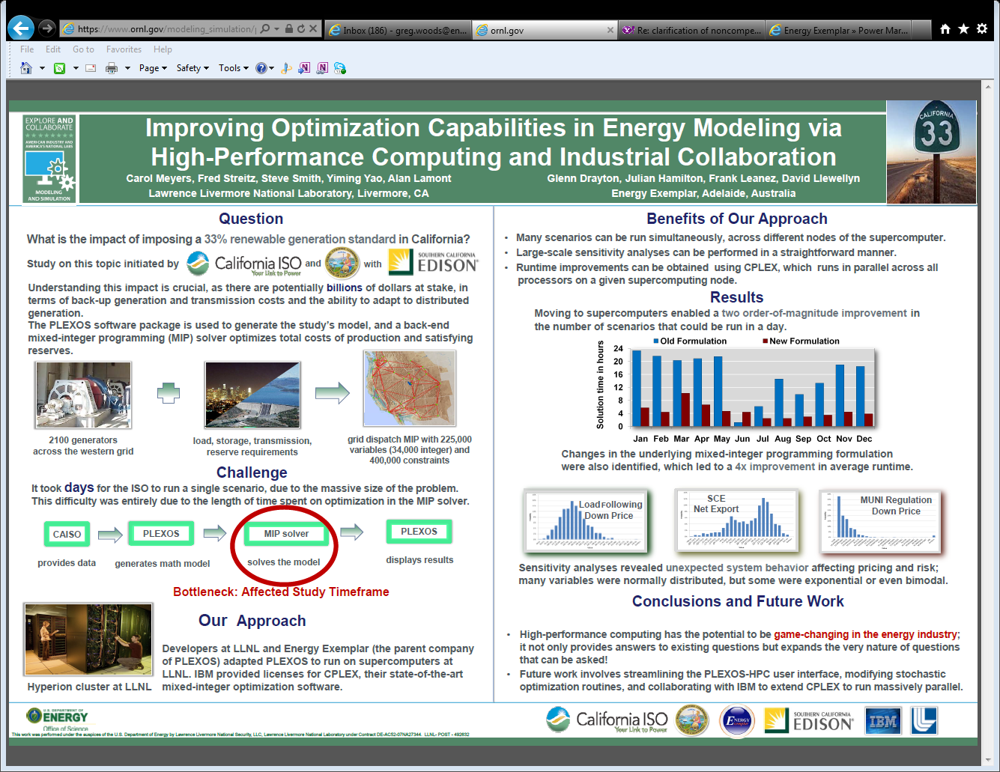 https://www.ornl.gov/modeling_simulation/p
Inbox (186) - greg.woods@en...
ornl.gov
Re: clarification of noncompe...
Energy Exemplar » Power Mar...
File Edit Go to Favorites Help
Page Safety Tools
EXPLORE AND
COLLABORATE
AMERICAN INDUSTRY AND
AMERICA'S NATIONAL LABS
MODELING
AND SIMULATION
Improving Optimization Capabilities in Energy Modeling via
High-Performance Computing and Industrial Collaboration
Carol Meyers, Fred Streitz, Steve Smith, Yiming Yao, Alan Lamont
Lawrence Livermore National Laboratory, Livermore, CA
Glenn Drayton, Julian Hamilton, Frank Leanez, David Llewellyn
Energy Exemplar, Adelaide, Australia
CALIFORNIA
33
Question
What is the impact of imposing a 33% renewable generation standard in California?
Study on this topic initiated by California ISO Your Link to Power and with SOUTHERN CALIFORNIA EDISON
Understanding this impact is crucial, as there are potentially billions of dollars at stake, in
terms of back-up generation and transmission costs and the ability to adapt to distributed
generation.
The PLEXOS software package is used to generate the study's model, and a back-end
mixed-integer programming (MIP) solver optimizes total costs of production and satisfying
reserves.
2100 generators
across the western grid
load, storage, transmission,
reserve requirements
grid dispatch MIP with 225,000
variables (34,000 integer) and
400,000 constraints
Challenge
It took days for the ISO to run a single scenario, due to the massive size of the problem.
This difficulty was entirely due to the length of time spent on optimization in the MIP solver.
CAISO
PLEXOS
MIP solver
PLEXOS
provides data
generates math model
solves the model
displays results
Bottleneck: Affected Study Timeframe
Our Approach
Developers at LLNL and Energy Exemplar (the parent company
of PLEXOS) adapted PLEXOS to run on supercomputers at
LLNL. IBM provided licenses for CPLEX, their state-of-the-art
mixed-integer optimization software.
Hyperion cluster at LLNL
Benefits of Our Approach
• Many scenarios can be run simultaneously, across different nodes of the supercomputer.
• Large-scale sensitivity analyses can be performed in a straightforward manner.
• Runtime improvements can be obtained using CPLEX, which runs in parallel across all
processors on a given supercomputing node.
Results
Moving to supercomputers enabled a two order-of-magnitude improvement in
the number of scenarios that could be run in a day.
Old Formulation New Formulation
Solution time in hours
24
20
16
12
8
4
0
Jan Feb Mar Apr May Jun Jul Aug Sep Oct Nov Dec
Changes in the underlying mixed-integer programming formulation
were also identified, which led to a 4x improvement in average runtime.
Load Following
Down Price
SCE
Net Export
MUNI Regulation
Down Price
Sensitivity analyses revealed unexpected system behavior affecting pricing and risk;
many variables were normally distributed, but some were exponential or even bimodal.
Conclusions and Future Work
• High-performance computing has the potential to be game-changing in the energy industry;
it not only provides answers to existing questions but expands the very nature of questions
that can be asked!
• Future work involves streamlining the PLEXOS-HPC user interface, modifying stochastic
optimization routines, and collaborating with IBM to extend CPLEX to run massively parallel.
U.S. DEPARTMENT OF
ENERGY
Office of Science
California ISO
Your Link to Power
ENERGY
SOUTHERN CALIFORNIA
EDISON
IBM
This work was performed under the auspices of the U.S. Department of Energy by Lawrence Livermore National Security, LLC, Lawrence Livermore National Laboratory under Contract DE-AC52-07NA27344. LLNL- POST - 492632